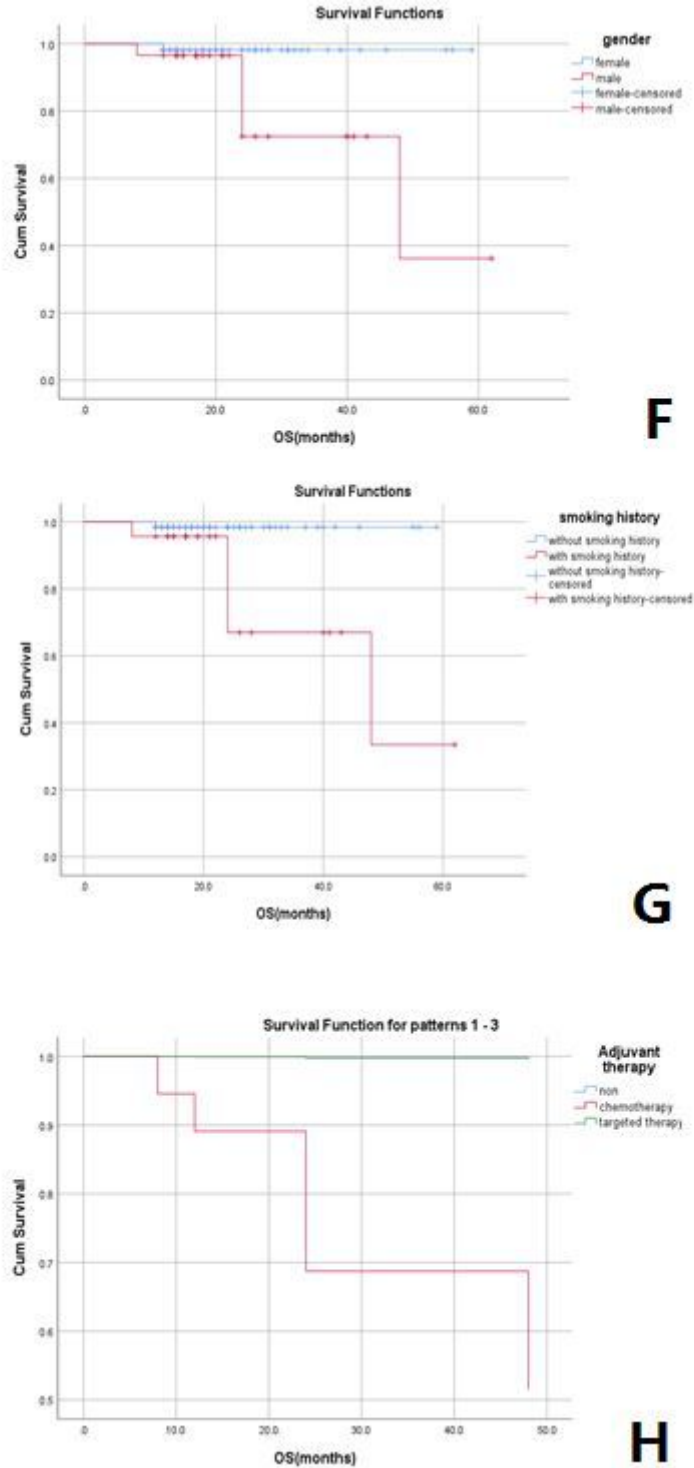 Survival Functions
gender
female
male
female-censored
male-censored
1.0
0.8
0.6
0.4
0.2
0.0
Cum Survival
.0 20.0 40.0 60.0
OS(months)
F
Survival Functions
smoking history
without smoking history
with smoking history
without smoking history-
censored
with smoking history-censored
1.0
0.8
0.6
0.4
0.2
0.0
Cum Survival
.0 20.0 40.0 60.0
OS(months)
G
Survival Function for patterns 1 - 3
Adjuvant
therapy
non
chemotherapy
targeted therapy
1.0
0.9
0.8
0.7
0.6
0.5
Cum Survival
.0 10.0 20.0 30.0 40.0 50.0
OS(months)
H